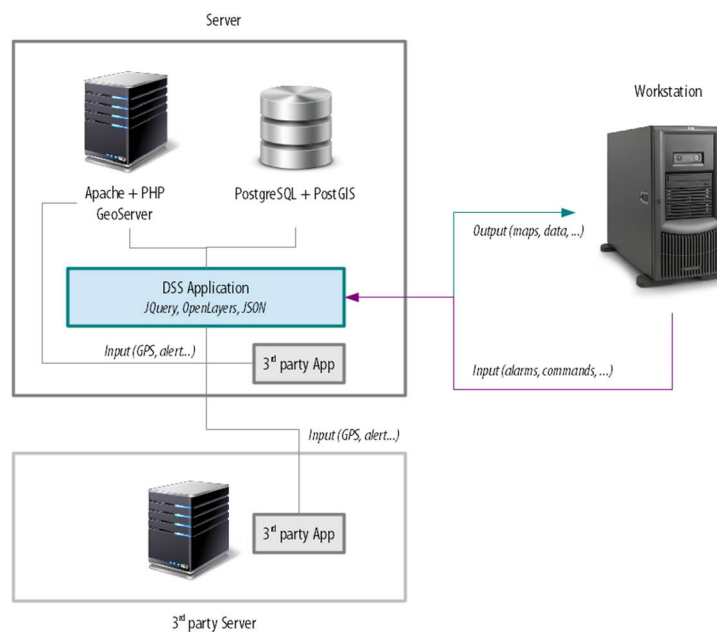 Server
Workstation
Apache + PHP
GeoServer
PostgreSQL + PostGIS
Output (maps, data, ...)
DSS Application
JQuery, OpenLayers, JSON
Input (GPS, alert...)
3rd party App
Input (alarms, commands, ...)
Input (GPS, alert...)
3rd party App
3rd party Server